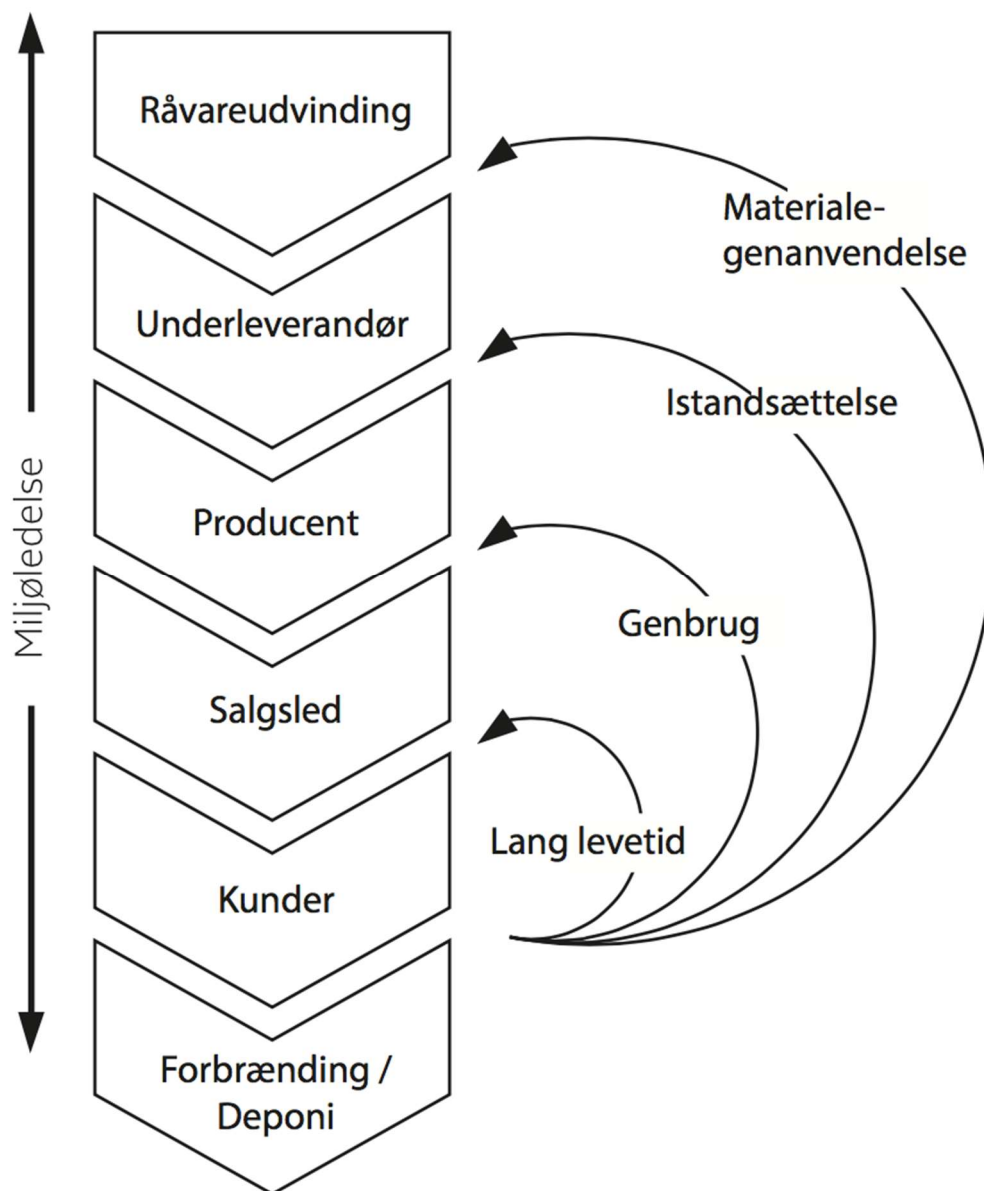 Råvareudvinding
Materiale-
genanvendelse
Underleverandør
Istandsættelse
Miljøledelse
Producent
Genbrug
Salgsled
Lang levetid
Kunder
Forbrænding /
Deponi